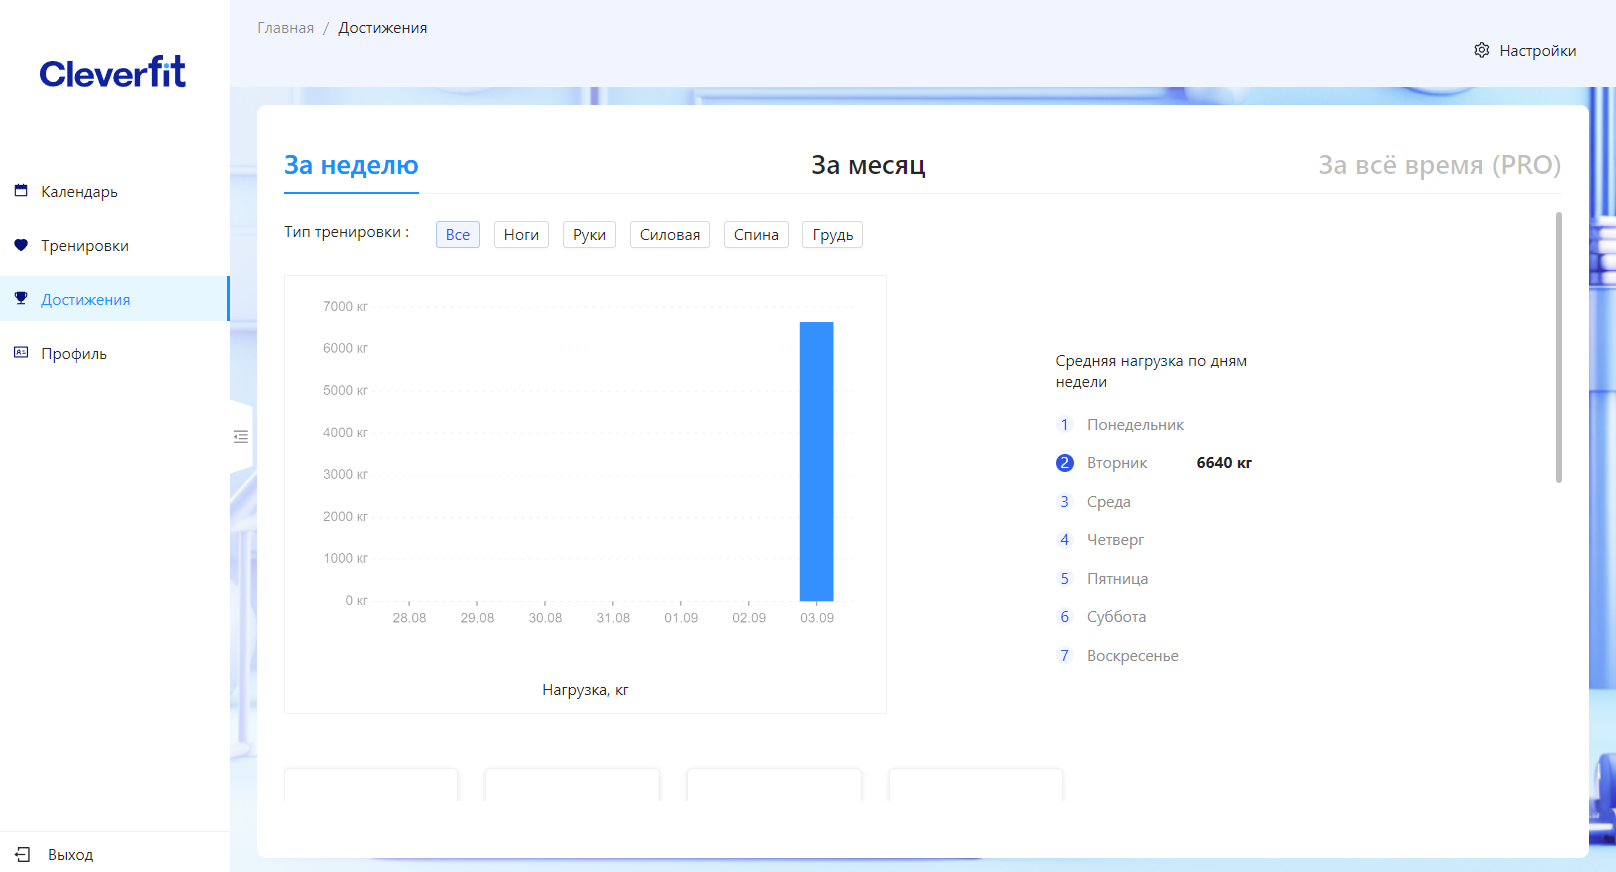 Главная / Достижения
Настройки
Cleverfit
Календарь
Тренировки
Достижения
Профиль
Выход
За неделю
За месяц
За всё время (PRO)
Тип тренировки :
Все
Ноги
Руки
Силовая
Спина
Грудь
7000 кг
6000 кг
5000 кг
4000 кг
3000 кг
2000 кг
1000 кг
0 кг
28.08
29.08
30.08
31.08
01.09
02.09
03.09
Нагрузка, кг
Средняя нагрузка по дням
недели
1 Понедельник
2 Вторник 6640 кг
3 Среда
4 Четверг
5 Пятница
6 Суббота
7 Воскресенье